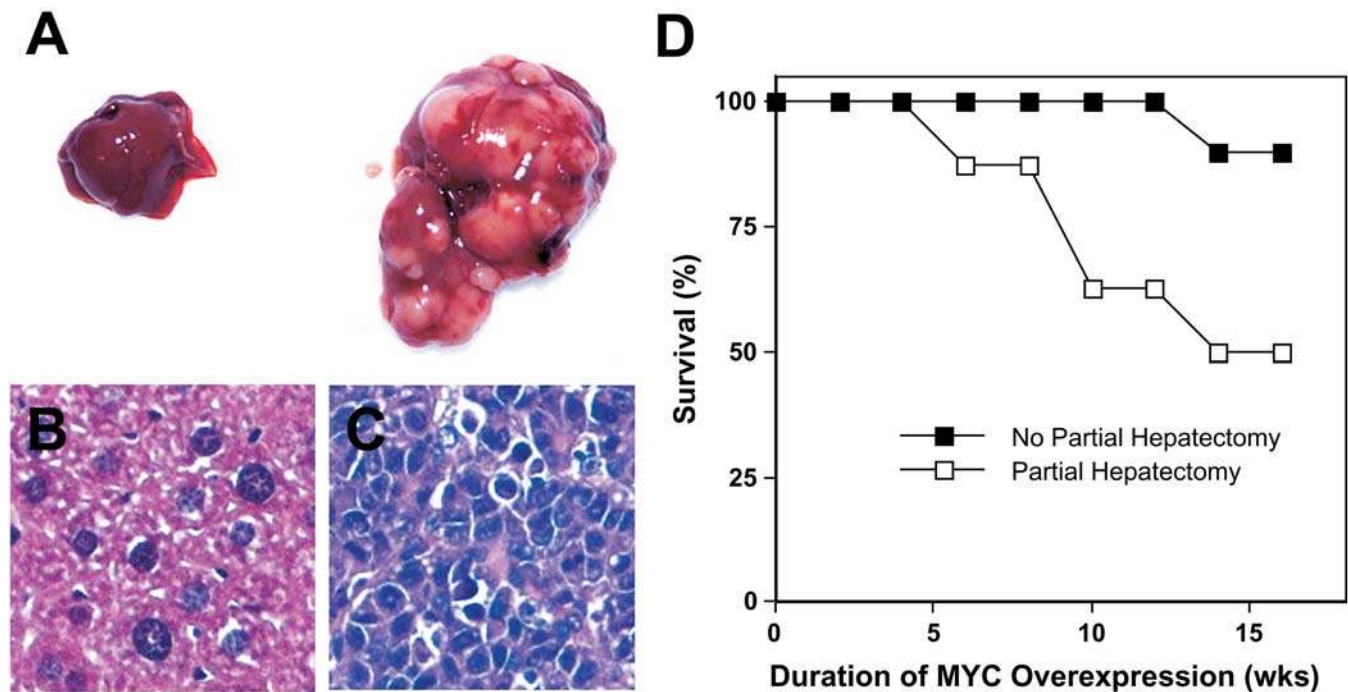 A
B
C
D
Survival (%)
100
75
50
25
0
No Partial Hepatectomy
Partial Hepatectomy
0 5 10 15
Duration of MYC Overexpression (wks)